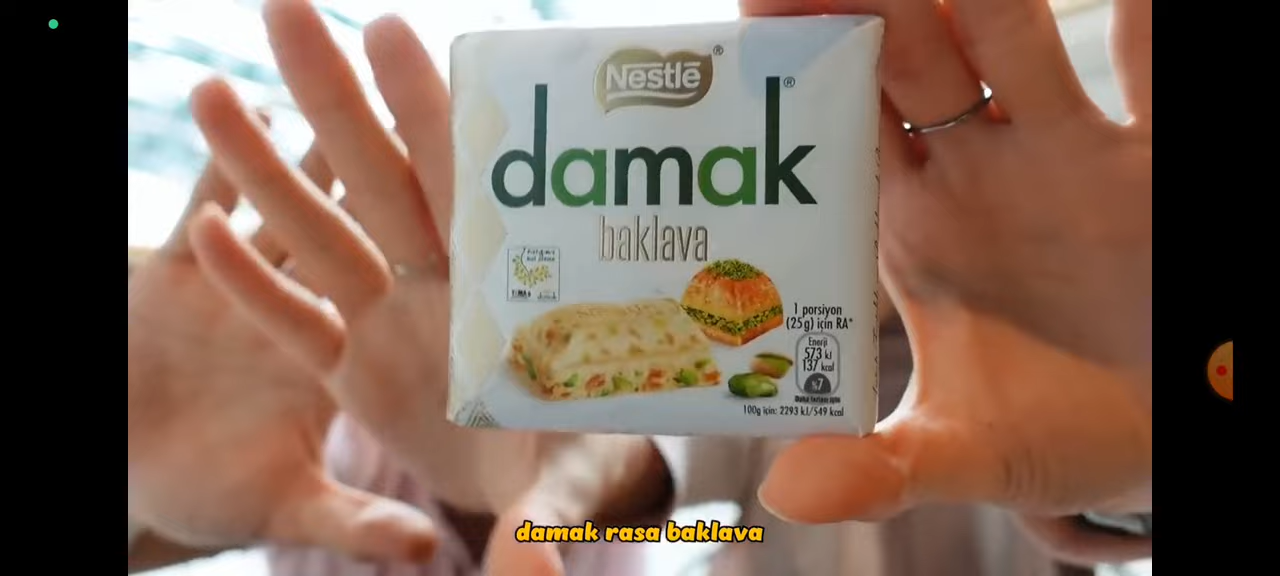 Nestlé®
damak®
baklava
1 porsiyon
(25g) için RA*
Enerji
573 kJ
137 kcal
%7
100g için: 2293 kJ/549 kcal
damak rasa baklava